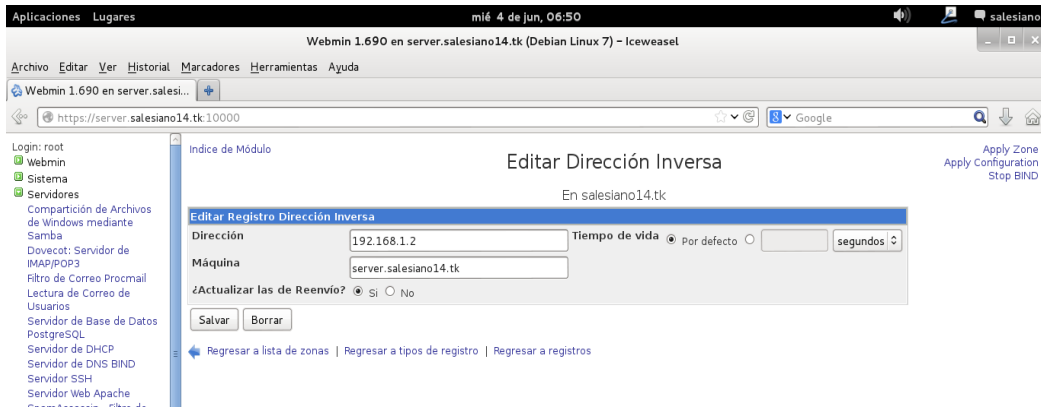 Aplicaciones Lugares mié 4 de jun, 06:50 salesiano
Webmin 1.690 en server.salesiano14.tk (Debian Linux 7) – Iceweasel
Archivo Editar Ver Historial Marcadores Herramientas Ayuda
Webmin 1.690 en server.salesi...
https://server.salesiano14.tk:10000 Google
Login: root
Webmin
Sistema
Servidores
Compartición de Archivos
de Windows mediante
Samba
Dovecot: Servidor de
IMAP/POP3
Filtro de Correo Procmail
Lectura de Correo de
Usuarios
Servidor de Base de Datos
PostgreSQL
Servidor de DHCP
Servidor de DNS BIND
Servidor SSH
Servidor Web Apache
SpamAssassin - Filtro de
Indice de Módulo
Editar Dirección Inversa
Apply Zone
Apply Configuration
Stop BIND
En salesiano14.tk
Editar Registro Dirección Inversa
Dirección 192.168.1.2 Tiempo de vida Por defecto segundos
Máquina server.salesiano14.tk
¿Actualizar las de Reenvío? Si No
Salvar Borrar
Regresar a lista de zonas | Regresar a tipos de registro | Regresar a registros